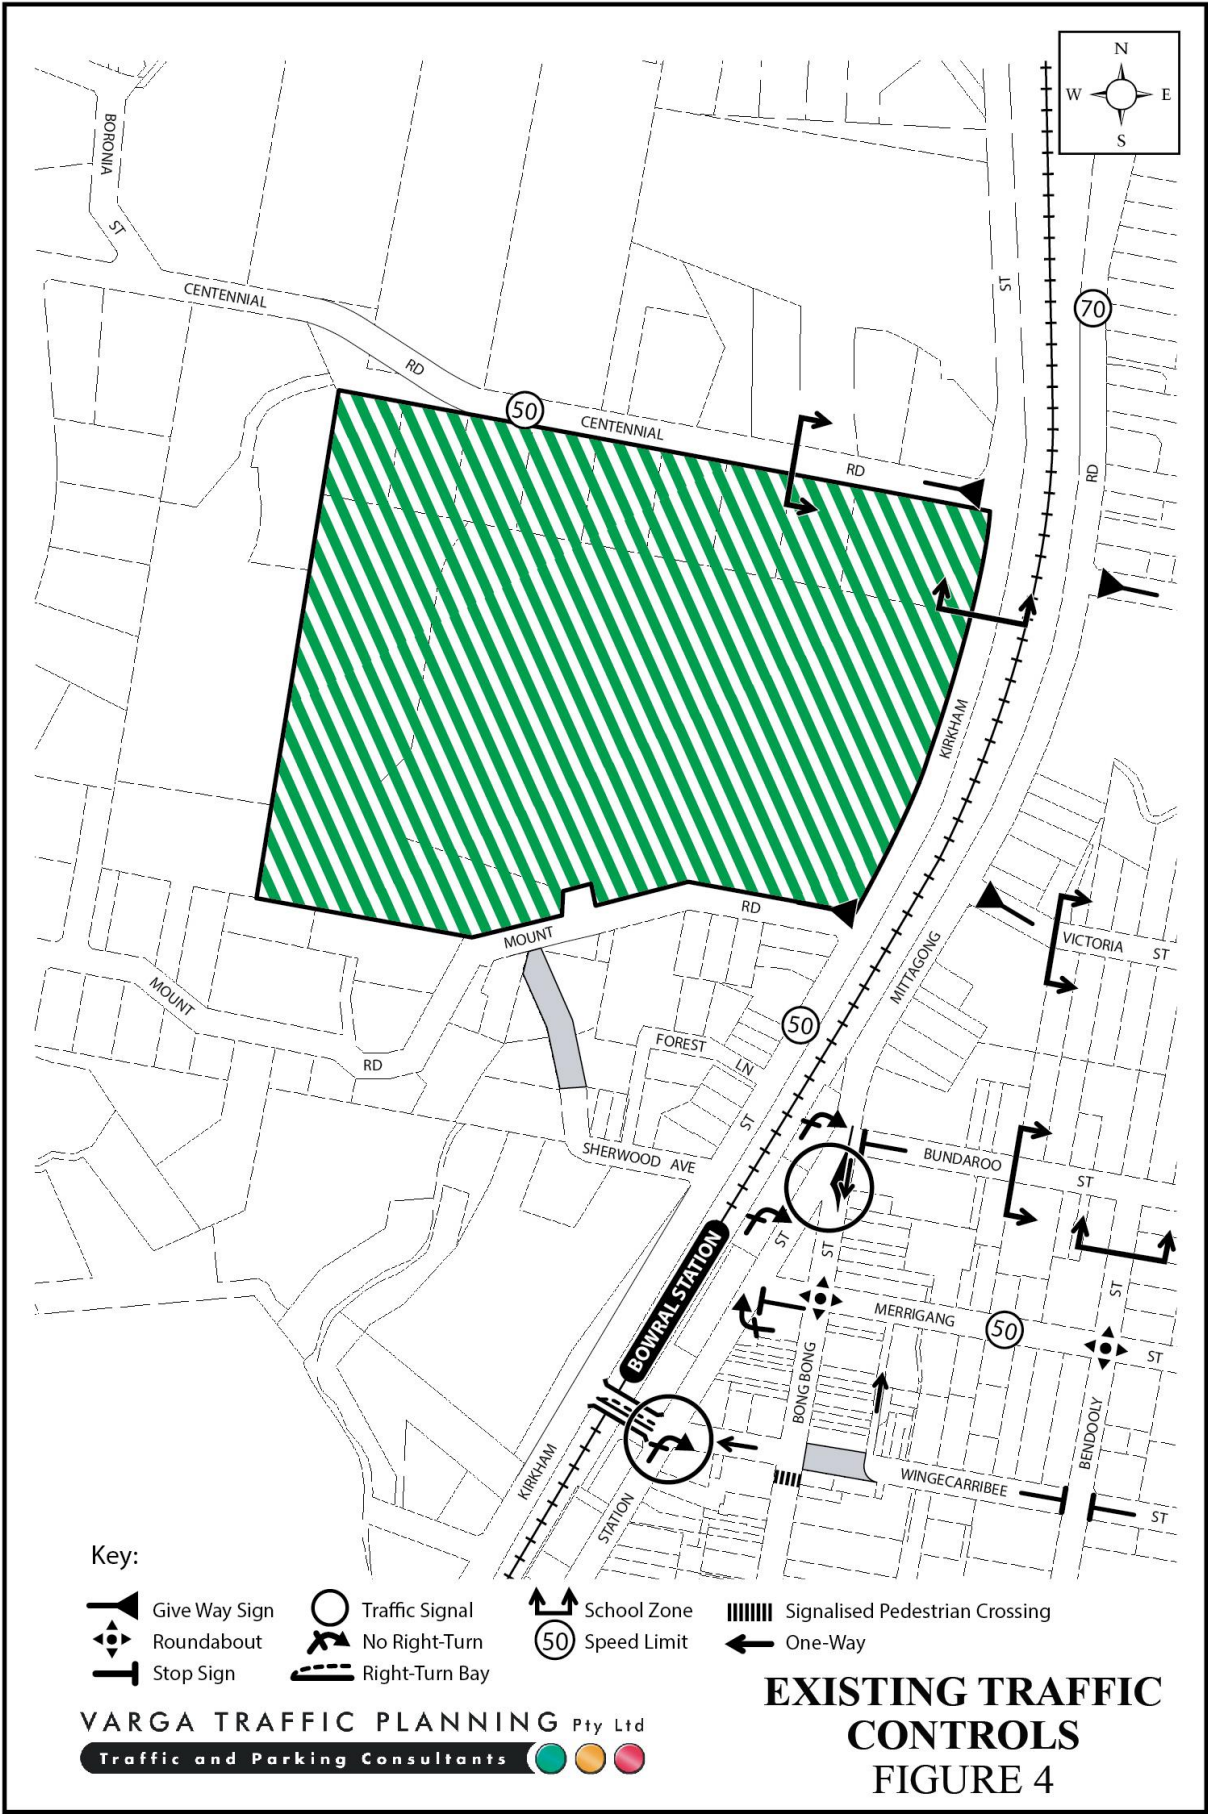 N
W E
S
BORONIA
ST
CENTENNIAL
RD
ST
70
50
CENTENNIAL
RD
RD
KIRKHAM
RD
MOUNT
VICTORIA ST
MITTAGONG
MOUNT
RD
50
FOREST
LN
ST
SHERWOOD AVE
BUNDAROO
ST
ST
ST
ST
BOWRAL STATION
MERRIGANG
50
ST
BONG BONG
BENDOOLY
KIRKHAM
STATION
WINGECARRIBEE
ST
Key:
Give Way Sign
Traffic Signal
School Zone
Signalised Pedestrian Crossing
Roundabout
No Right-Turn
50 Speed Limit
One-Way
Stop Sign
Right-Turn Bay
VARGA TRAFFIC PLANNING Pty Ltd
Traffic and Parking Consultants
EXISTING TRAFFIC
CONTROLS
FIGURE 4